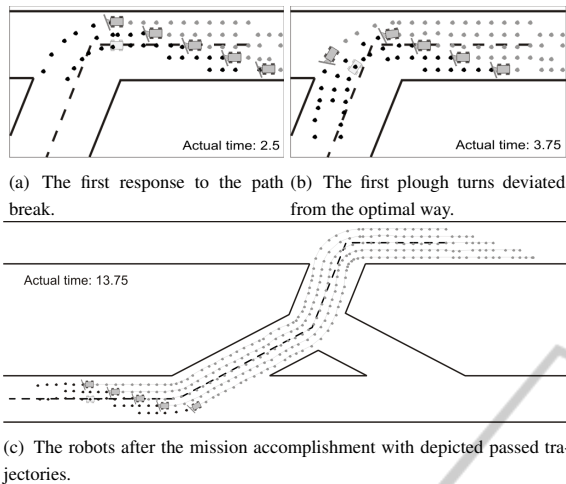 Actual time: 2.5
Actual time: 3.75
(a) The first response to the path break.
(b) The first plough turns deviated from the optimal way.
Actual time: 13.75
(c) The robots after the mission accomplishment with depicted passed tra-
jectories.